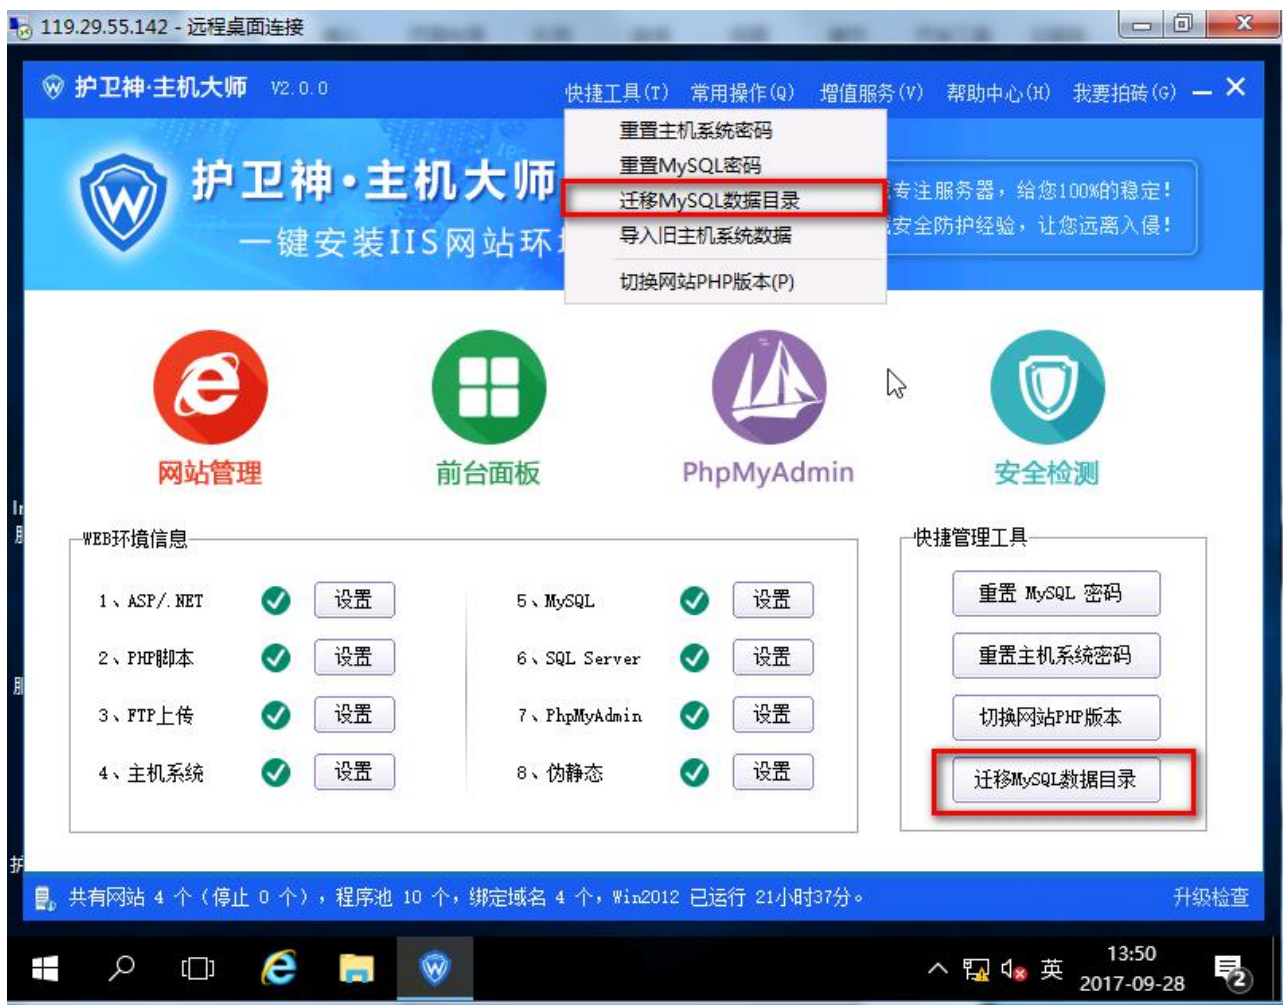 119.29.55.142 - 远程桌面连接
护卫神·主机大师 V2.0.0
快捷工具(T) 常用操作(Q) 增值服务(V) 帮助中心(H) 我要拍砖(G)
重置主机系统密码
重置MySQL密码
迁移MySQL数据目录
导入旧主机系统数据
切换网站PHP版本(P)
护卫神·主机大师
一键安装IIS网站环
专注服务器，给您100%的稳定!
安全防护经验，让您远离入侵!
网站管理
前台面板
PhpMyAdmin
安全检测
WEB环境信息
1、ASP/.NET 设置
5、MySQL 设置
2、PHP脚本 设置
6、SQL Server 设置
3、FTP上传 设置
7、PhpMyAdmin 设置
4、主机系统 设置
8、伪静态 设置
快捷管理工具
重置 MySQL 密码
重置主机系统密码
切换网站PHP版本
迁移MySQL数据目录
共有网站 4 个（停止 0 个），程序池 10 个，绑定域名 4 个，Win2012 已运行 21小时37分。
升级检查
英
13:50
2017-09-28
2